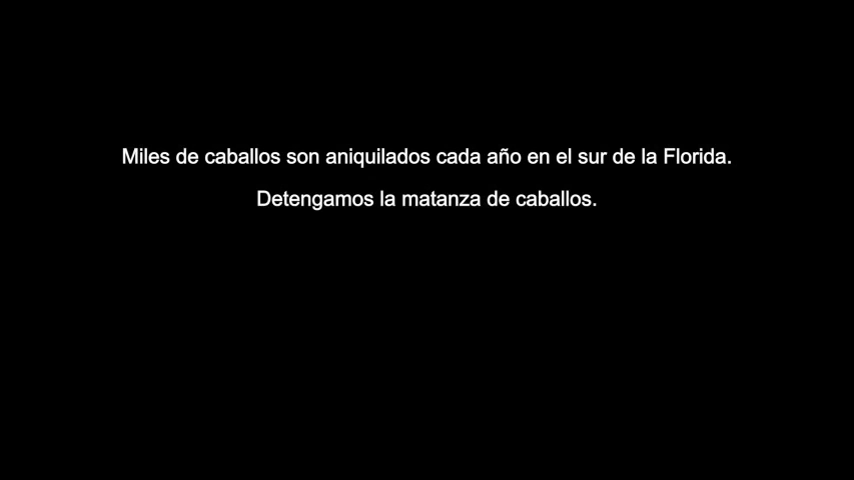 Miles de caballos son aniquilados cada año en el sur de la Florida.
Detengamos la matanza de caballos.